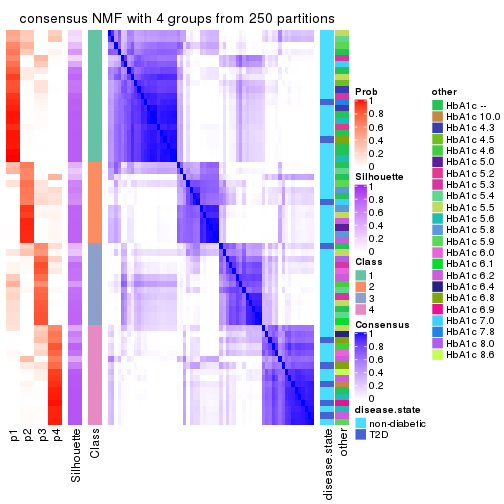 consensus NMF with 4 groups from 250 partitions
p1
p2
p3
p4
Silhouette
Class
disease.state
other
Prob
1
0.8
0.6
0.4
0.2
0
Silhouette
1
0.8
0.6
0.4
0.2
0
Class
1
2
3
4
Consensus
1
0.8
0.6
0.4
0.2
0
disease.state
non-diabetic
T2D
other
HbA1c --
HbA1c 10.0
HbA1c 4.3
HbA1c 4.5
HbA1c 4.6
HbA1c 5.0
HbA1c 5.2
HbA1c 5.3
HbA1c 5.4
HbA1c 5.5
HbA1c 5.6
HbA1c 5.8
HbA1c 5.9
HbA1c 6.0
HbA1c 6.1
HbA1c 6.2
HbA1c 6.4
HbA1c 6.8
HbA1c 6.9
HbA1c 7.0
HbA1c 7.8
HbA1c 8.0
HbA1c 8.6